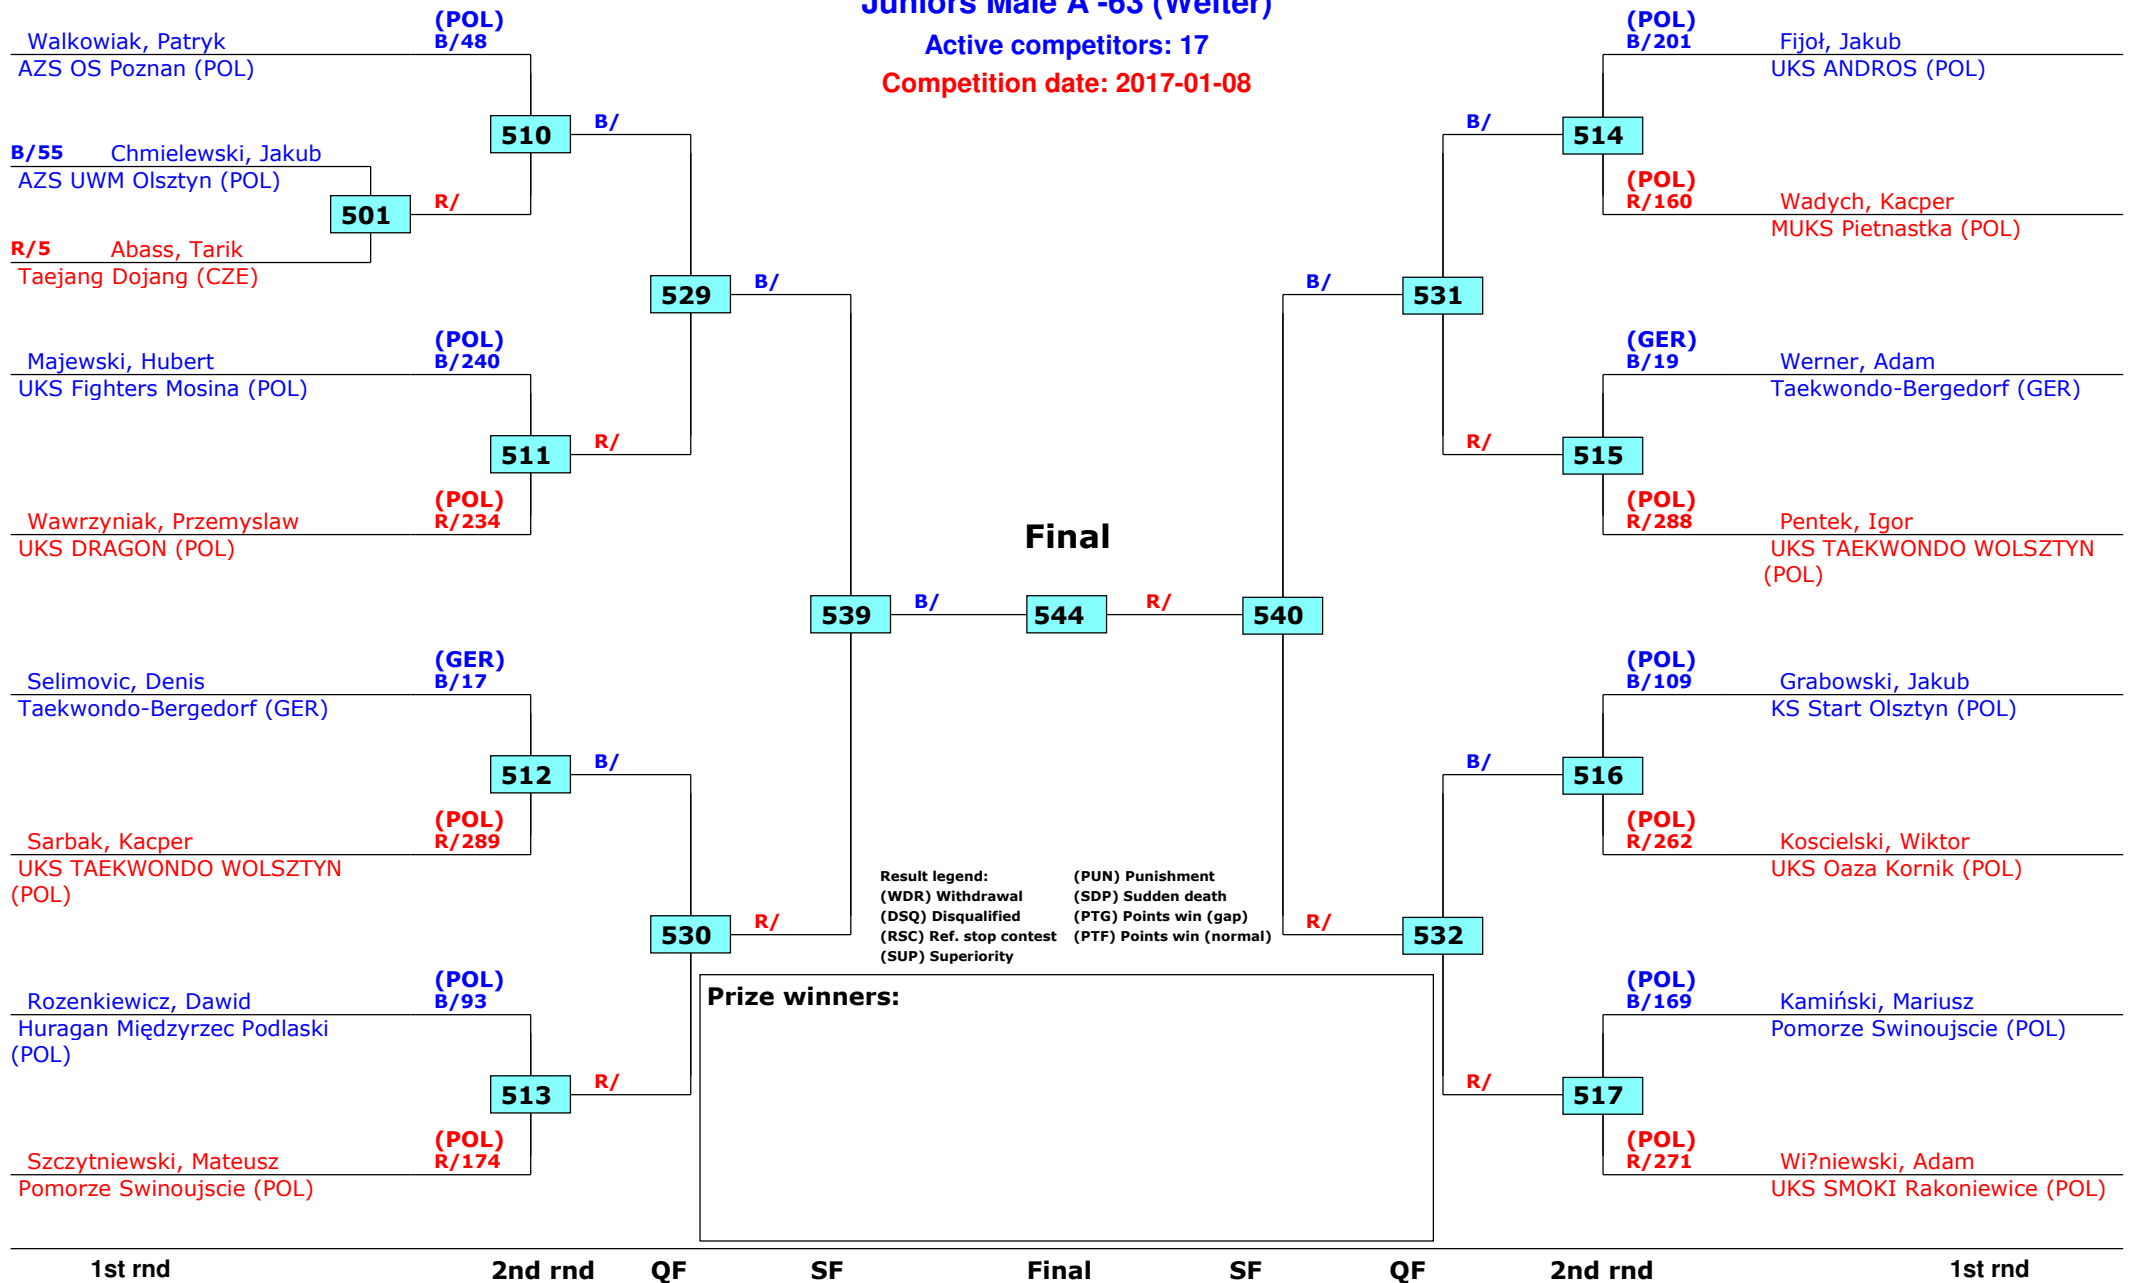 Juniors Male A -63 (Welter)
Active competitors: 17
Competition date: 2017-01-08
(POL)
Walkowiak, Patryk B/48
AZS OS Poznan (POL)
510
B/
B/55 Chmielewski, Jakub
AZS UWM Olsztyn (POL)
501
R/
R/5 Abass, Tarik
Taejang Dojang (CZE)
529
B/
(POL)
Majewski, Hubert B/240
UKS Fighters Mosina (POL)
511
R/
(POL)
Wawrzyniak, Przemyslaw R/234
UKS DRAGON (POL)
539
B/
(GER)
Selimovic, Denis B/17
Taekwondo-Bergedorf (GER)
512
B/
(POL)
Sarbak, Kacper R/289
UKS TAEKWONDO WOLSZTYN
(POL)
530
R/
(POL)
Rozenkiewicz, Dawid B/93
Huragan Międzyrzec Podlaski
(POL)
513
R/
(POL)
Szczytniewski, Mateusz R/174
Pomorze Swinoujscie (POL)
Final
544
R/
540
(POL)
B/201 Fijoł, Jakub
UKS ANDROS (POL)
B/
514
(POL)
R/160 Wadych, Kacper
MUKS Pietnastka (POL)
B/
531
(GER)
B/19 Werner, Adam
Taekwondo-Bergedorf (GER)
R/
515
(POL)
R/288 Pentek, Igor
UKS TAEKWONDO WOLSZTYN
(POL)
(POL)
B/109 Grabowski, Jakub
KS Start Olsztyn (POL)
B/
516
(POL)
R/262 Koscielski, Wiktor
UKS Oaza Kornik (POL)
R/
532
(POL)
B/169 Kamiński, Mariusz
Pomorze Swinoujscie (POL)
R/
517
(POL)
R/271 Wi?niewski, Adam
UKS SMOKI Rakoniewice (POL)
Result legend: (PUN) Punishment
(WDR) Withdrawal (SDP) Sudden death
(DSQ) Disqualified (PTG) Points win (gap)
(RSC) Ref. stop contest (PTF) Points win (normal)
(SUP) Superiority
Prize winners:
1st rnd 2nd rnd QF SF Final SF QF 2nd rnd 1st rnd